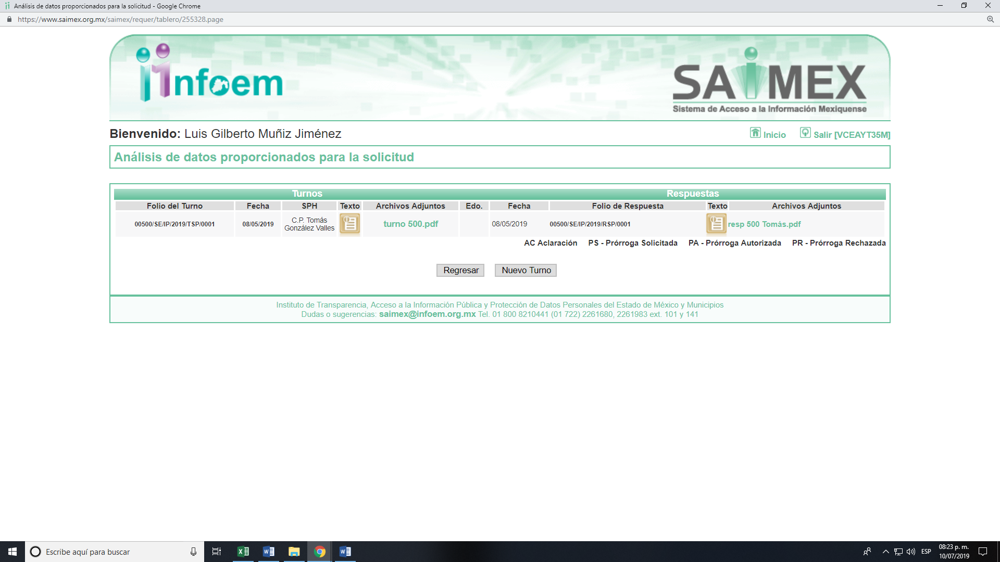 Análisis de datos proporcionados para la solicitud - Google Chrome
https://www.saimex.org.mx/saimex/requer/tablero/255328.page
infoem
SAIMEX
Sistema de Acceso a la Información Mexiquense
Bienvenido: Luis Gilberto Muñiz Jiménez
Inicio Salir [VCEAYT35M]
Análisis de datos proporcionados para la solicitud
Turnos Respuestas
Folio del Turno Fecha SPH Texto Archivos Adjuntos Edo. Fecha Folio de Respuesta Texto Archivos Adjuntos
00500/SE/IP/2019/TSP/0001 08/05/2019 C.P. Tomás González Valles turno 500.pdf 08/05/2019 00500/SE/IP/2019/RSP/0001 resp 500 Tomás.pdf
AC Aclaración PS - Prórroga Solicitada PA - Prórroga Autorizada PR - Prórroga Rechazada
Regresar Nuevo Turno
Instituto de Transparencia, Acceso a la Información Pública y Protección de Datos Personales del Estado de México y Municipios
Dudas o sugerencias: saimex@infoem.org.mx Tel. 01 800 8210441 (01 722) 2261680, 2261983 ext. 101 y 141
Escribe aquí para buscar
ESP
08:23 p. m.
10/07/2019